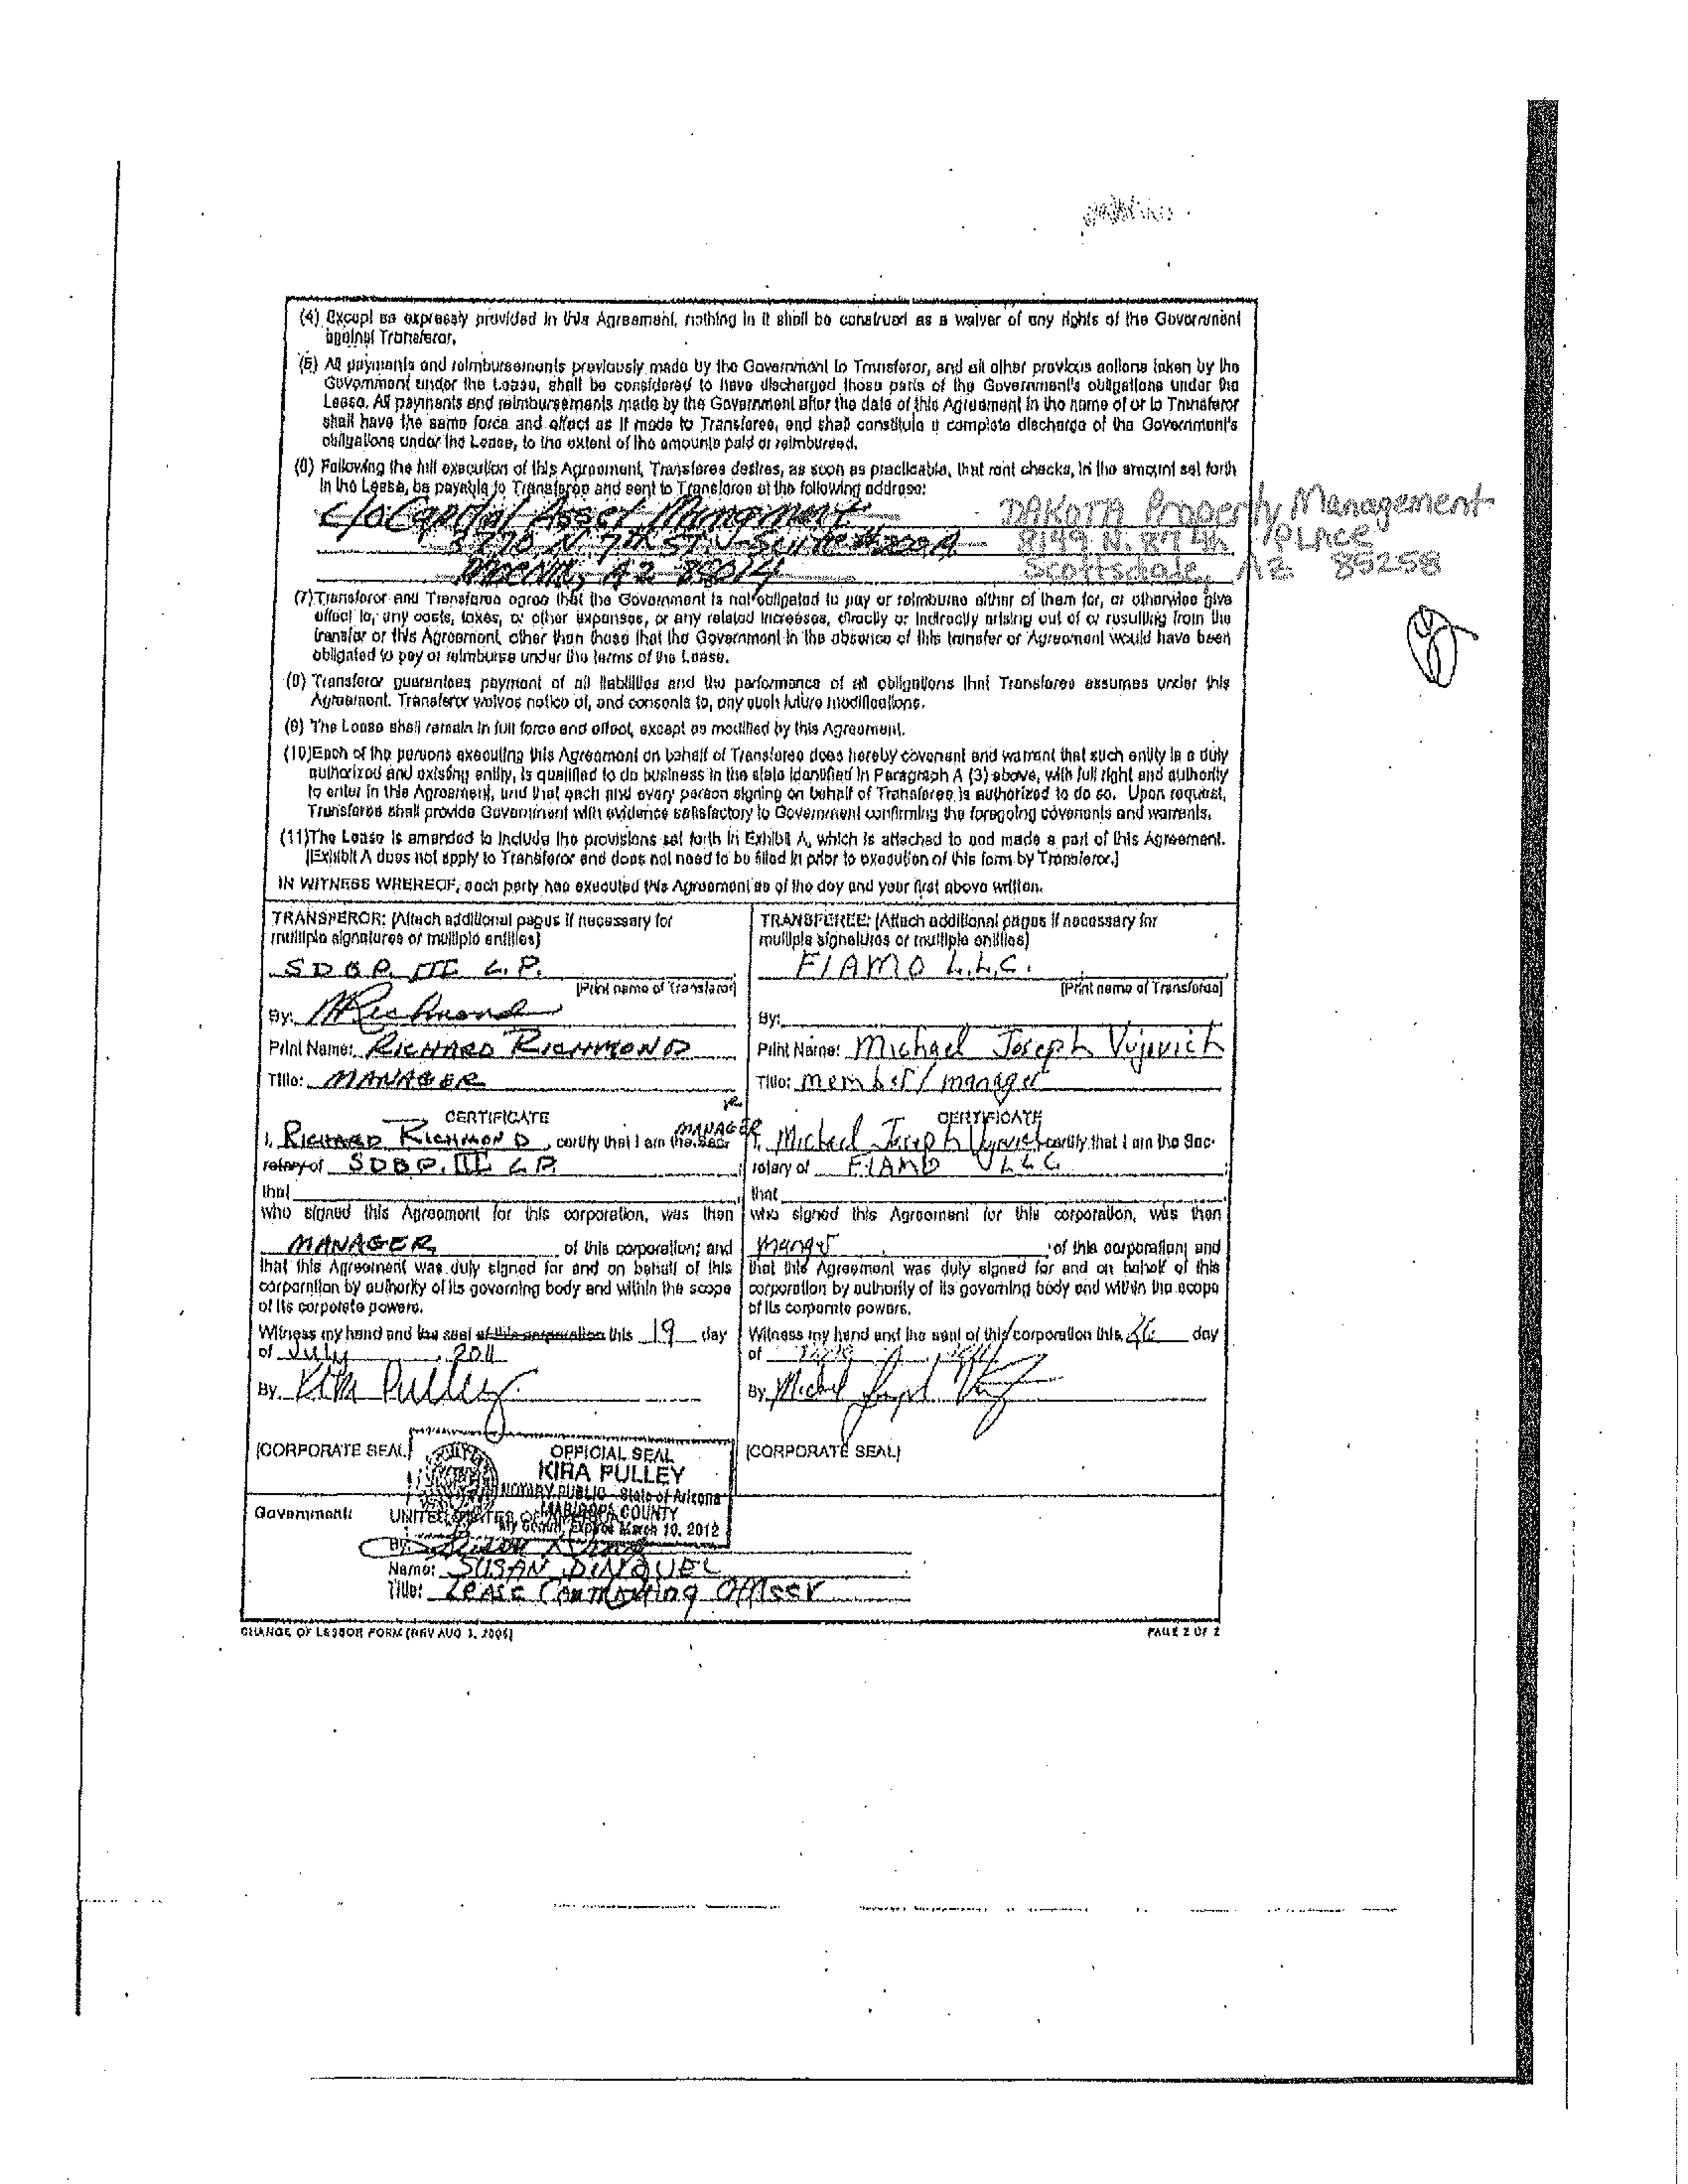 (4) Except as expressly provided in this Agreement, nothing in it shall be construed as a waiver of any rights of the Government
against Transferor.
(5) All payments and reimbursements previously made by the Government to Transferor, and all other previous actions taken by the
Government under the Lease, shall be considered to have discharged those parts of the Government's obligations under the
Lease. All payments and reimbursements made by the Government after the date of this Agreement in the name of or to Transferor
shall have the same force and effect as if made to Transferee, and shall constitute a complete discharge of the Government's
obligations under the Lease, to the extent of the amounts paid or reimbursed.
(6) Following the full execution of this Agreement, Transferee desires, as soon as practicable, that rent checks, in the amount set forth
in the Lease, be payable to Transferee and sent to Transferee at the following address:
c/o Capital Asset Managment DAKOTA Property Management
3770 N. 7th ST. Suite # 200A 8149 N. 87th PLACE
Phoenix, AZ 85014 Scottsdale, AZ 85258
(7) Transferor and Transferee agree that the Government is not obligated to pay or reimburse either of them for, or otherwise give
effect to, any costs, taxes, or other expenses, or any related increases, directly or indirectly arising out of or resulting from the
transfer or this Agreement, other than those that the Government in the absence of this transfer or Agreement would have been
obligated to pay or reimburse under the terms of the Lease.
(8) Transferor guarantees payment of all liabilities and the performance of all obligations that Transferee assumes under this
Agreement. Transferor waives notice of, and consents to, any such future modifications.
(9) The Lease shall remain in full force and effect, except as modified by this Agreement.
(10) Each of the persons executing this Agreement on behalf of Transferee does hereby covenant and warrant that such entity is a duly
authorized and existing entity, is qualified to do business in the state identified in Paragraph A (3) above, with full right and authority
to enter in this Agreement, and that each and every person signing on behalf of Transferee is authorized to do so. Upon request,
Transferee shall provide Government with evidence satisfactory to Government confirming the foregoing covenants and warrants.
(11) The Lease is amended to include the provisions set forth in Exhibit A, which is attached to and made a part of this Agreement.
[Exhibit A does not apply to Transferor and does not need to be filled in prior to execution of this form by Transferor.]
IN WITNESS WHEREOF, each party has executed this Agreement as of the day and year first above written.
TRANSFEROR: [Attach additional pages if necessary for
multiple signatures or multiple entities]
SDBP. III L.P.
[Print name of Transferor]
By: Richmond
Print Name: RICHARD RICHMOND
Title: MANAGER
CERTIFICATE
I, RICHARD RICHMOND, certify that I am the Sec- MANAGER
retary of SDBP. III L.P.
that
who signed this Agreement for this corporation, was then
MANAGER of this corporation; and
that this Agreement was duly signed for and on behalf of this
corporation by authority of its governing body and within the scope
of its corporate powers.
Witness my hand and the seal of this corporation this 19 day
of July, 2011
By Kira Pulley
[CORPORATE SEAL]
OFFICIAL SEAL
KIRA PULLEY
NOTARY PUBLIC - State of Arizona
MARICOPA COUNTY
My Comm. Expires March 10, 2012
TRANSFEREE: [Attach additional pages if necessary for
multiple signatures or multiple entities]
FIAMO L.L.C.
[Print name of Transferee]
By:
Print Name: Michael Joseph Vujovich
Title: member/manager
CERTIFICATE
I, Michael Joseph Vujovich certify that I am the Sec-
retary of FIAMO LLC
that
who signed this Agreement for this corporation, was then
mangr of this corporation; and
that this Agreement was duly signed for and on behalf of this
corporation by authority of its governing body and within the scope
of its corporate powers.
Witness my hand and the seal of this corporation this 26 day
of
By Michael Joseph
[CORPORATE SEAL]
Government: UNITED STATES OF AMERICA
By:
Name: SUSAN DINQUEL
Title: Lease Contracting Officer
CHANGE OF LESSOR FORM (REV AUG 3, 2006) PAGE 2 OF 2